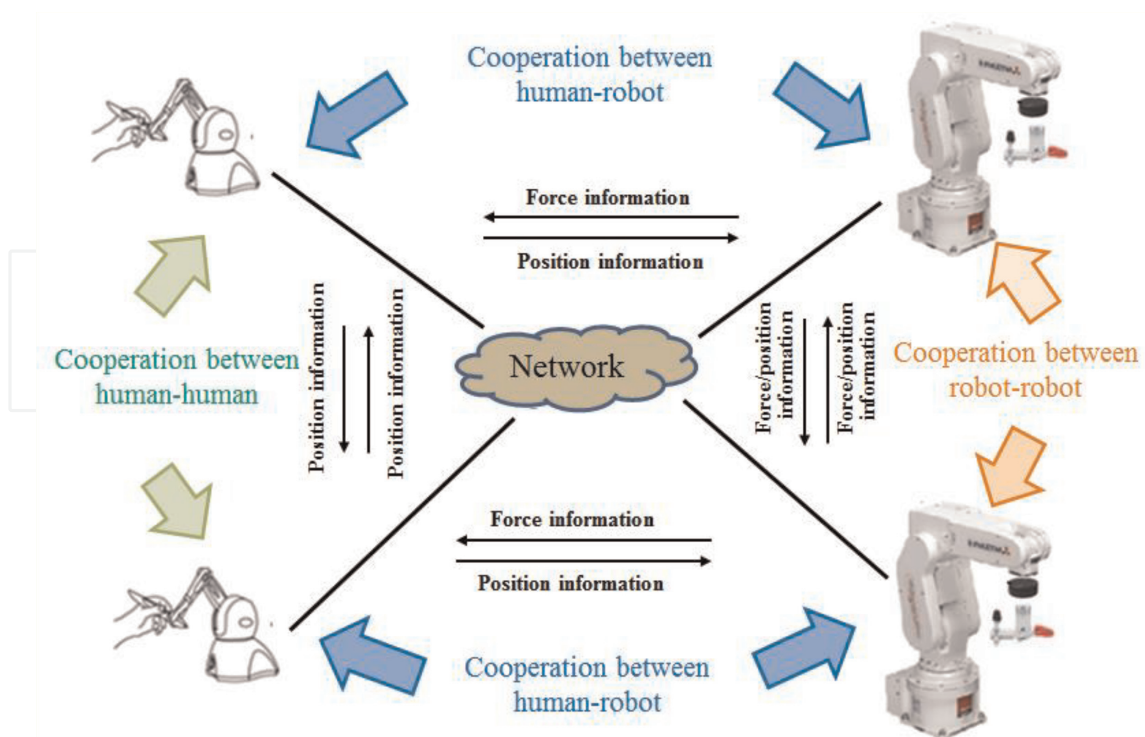 Cooperation between
human-robot
Force information
Position information
Cooperation between
human-human
Position information
Position information
Network
Force/position
information
Force/position
information
Cooperation between
robot-robot
Force information
Position information
Cooperation between
human-robot